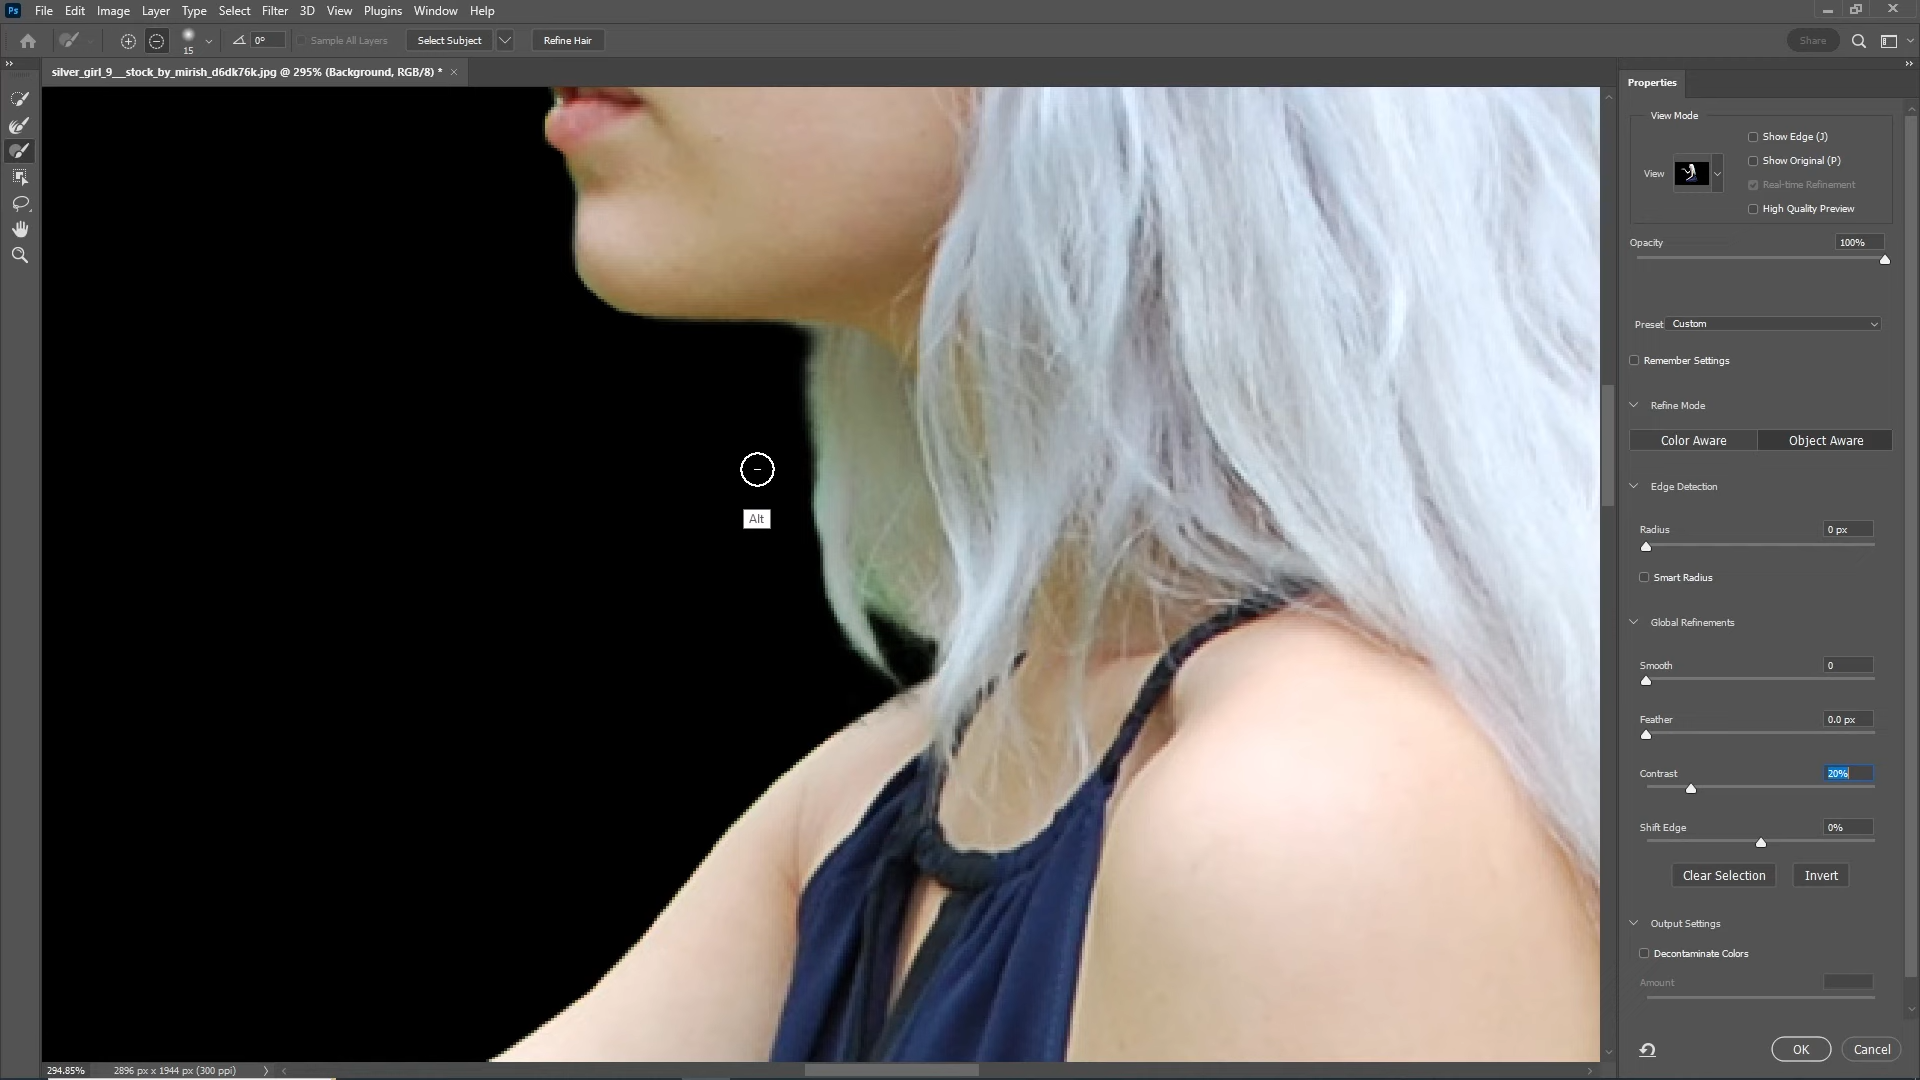 Ps File Edit Image Layer Type Select Filter 3D View Plugins Window Help
15 0° Sample All Layers Select Subject Refine Hair Share
silver_girl_9__stock_by_mirish_d6dk76k.jpg @ 295% (Background, RGB/8) * ×
Properties
View Mode
Show Edge (J)
Show Original (P)
View
Real-time Refinement
High Quality Preview
Opacity 100%
Preset Custom
Remember Settings
Refine Mode
Color Aware Object Aware
Edge Detection
Radius 0 px
Alt
Smart Radius
Global Refinements
Smooth 0
Feather 0.0 px
Contrast 20%
Shift Edge 0%
Clear Selection Invert
Output Settings
Decontaminate Colors
Amount
OK Cancel
294.85% 2896 px x 1944 px (300 ppi)